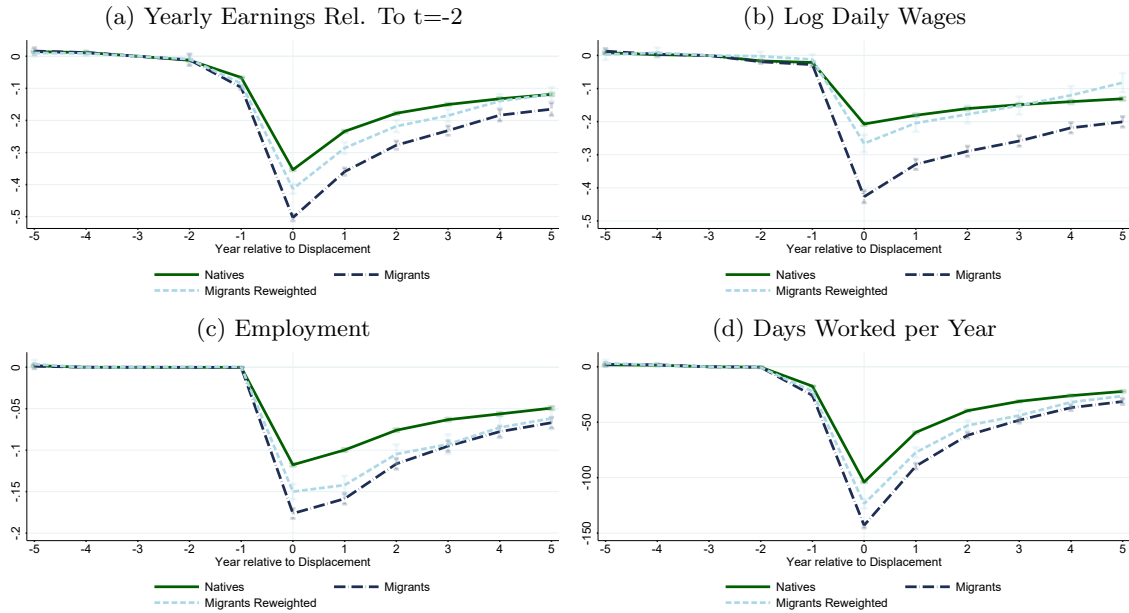 (a) Yearly Earnings Rel. To t=-2
0
-.1
-.2
-.3
-.4
-.5
-5 -4 -3 -2 -1 0 1 2 3 4 5
Year relative to Displacement
Natives Migrants
Migrants Reweighted
(b) Log Daily Wages
0
-.1
-.2
-.3
-.4
-.5
-5 -4 -3 -2 -1 0 1 2 3 4 5
Year relative to Displacement
Natives Migrants
Migrants Reweighted
(c) Employment
0
-.05
-.1
-.15
-.2
-5 -4 -3 -2 -1 0 1 2 3 4 5
Year relative to Displacement
Natives Migrants
Migrants Reweighted
(d) Days Worked per Year
0
-50
-100
-150
-5 -4 -3 -2 -1 0 1 2 3 4 5
Year relative to Displacement
Natives Migrants
Migrants Reweighted